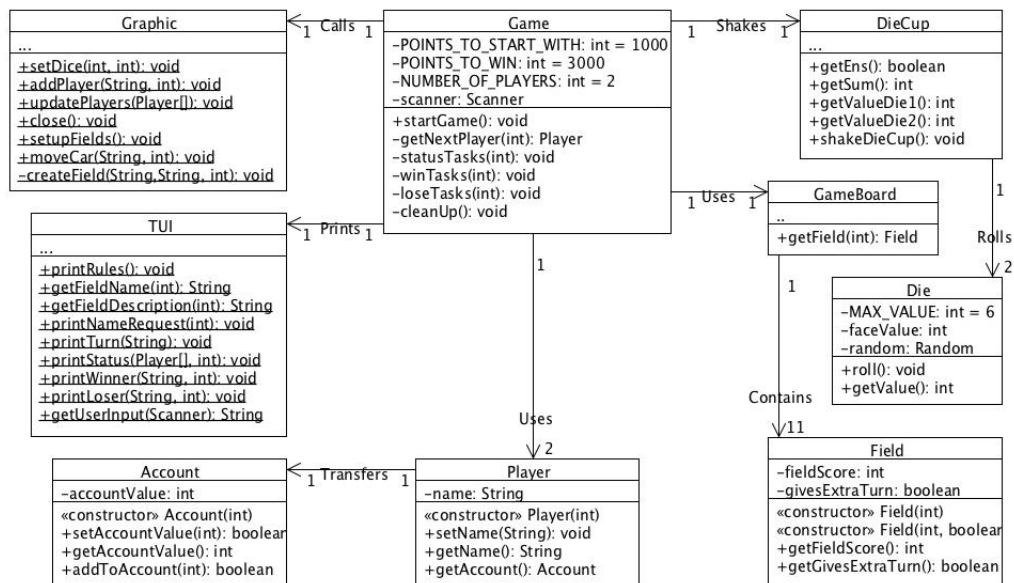 Graphic
...
+setDice(int, int): void
+addPlayer(String, int): void
+updatePlayers(Player[]): void
+close(): void
+setupFields(): void
+moveCar(String, int): void
-createField(String,String, int): void
1 Calls 1
Game
-POINTS_TO_START_WITH: int = 1000
-POINTS_TO_WIN: int = 3000
-NUMBER_OF_PLAYERS: int = 2
-scanner: Scanner
+startGame(): void
-getNextPlayer(int): Player
-statusTasks(int): void
-winTasks(int): void
-loseTasks(int): void
-cleanUp(): void
1 Shakes 1
DieCup
...
+getEns(): boolean
+getSum(): int
+getValueDie1(): int
+getValueDie2(): int
+shakeDieCup(): void
1 Uses 1
GameBoard
..
+getField(int): Field
1
Rolls
2
TUI
...
+printRules(): void
+getFieldName(int): String
+getFieldDescription(int): String
+printNameRequest(int): void
+printTurn(String): void
+printStatus(Player[], int): void
+printWinner(String, int): void
+printLoser(String, int): void
+getUserInput(Scanner): String
1 Prints 1
1
Uses
2
1
Contains
11
Die
-MAX_VALUE: int = 6
-faceValue: int
-random: Random
+roll(): void
+getValue(): int
Account
-accountValue: int
«constructor» Account(int)
+setAccountValue(int): boolear
+getAccountValue(): int
+addToAccount(int): boolean
1 Transfers 1
Player
-name: String
«constructor» Player(int)
+setName(String): void
+getName(): String
+getAccount(): Account
Field
-fieldScore: int
-givesExtraTurn: boolean
«constructor» Field(int)
«constructor» Field(int, boolear
+getFieldScore(): int
+getGivesExtraTurn(): boolean